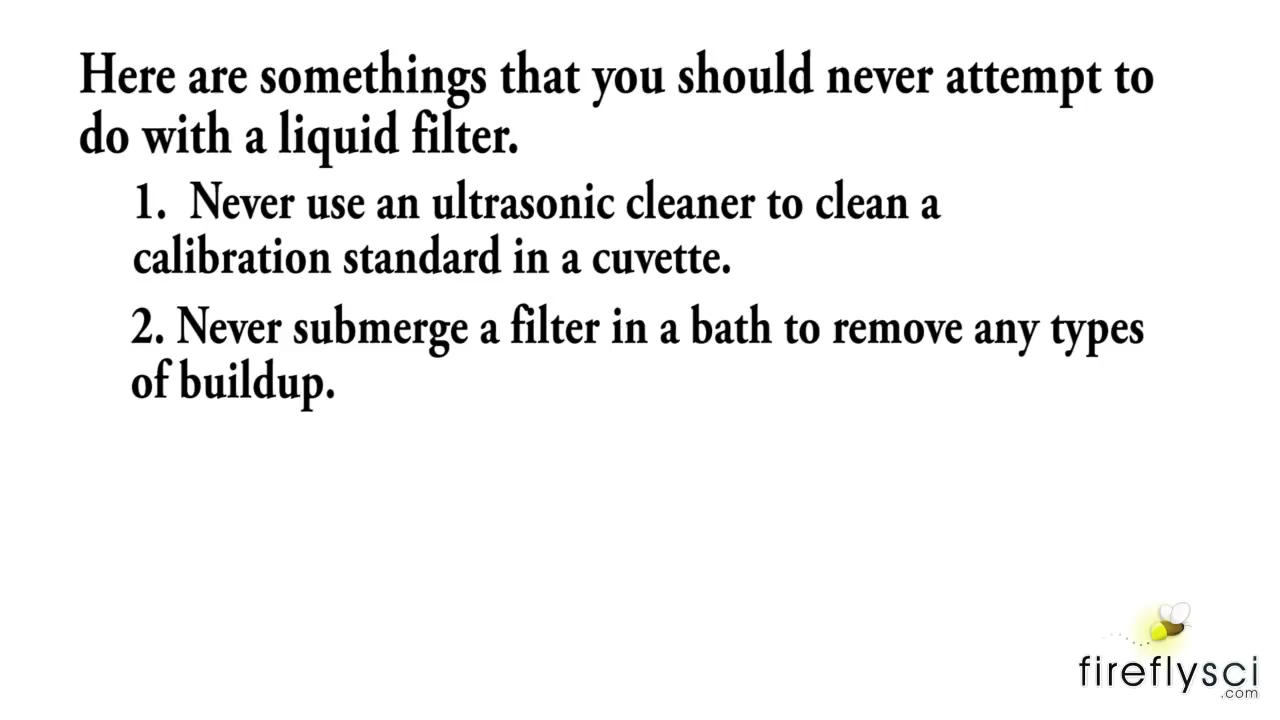 Here are somethings that you should never attempt to
do with a liquid filter.
1. Never use an ultrasonic cleaner to clean a
calibration standard in a cuvette.
2. Never submerge a filter in a bath to remove any types
of buildup.
fireflysci
.com